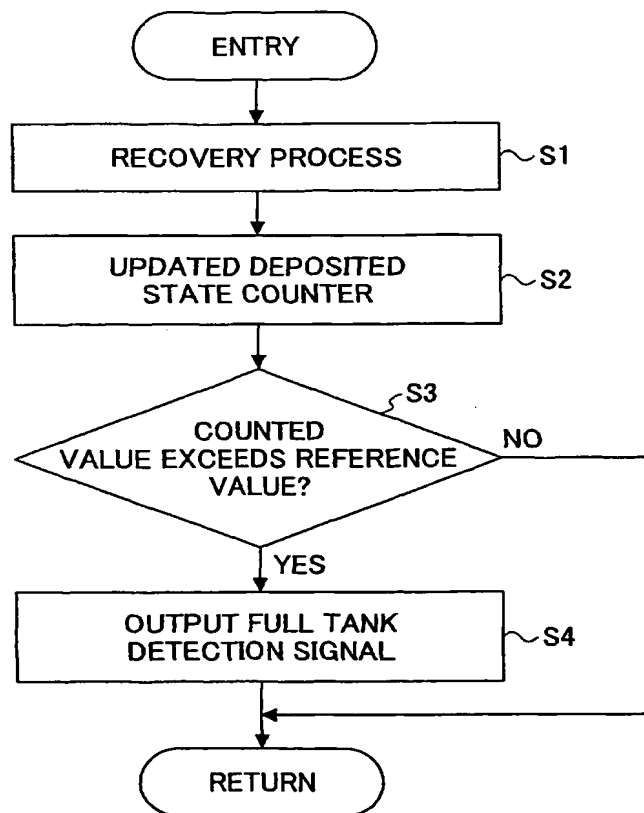 ENTRY
RECOVERY PROCESS
S1
UPDATED DEPOSITED
STATE COUNTER
S2
S3
COUNTED
VALUE EXCEEDS REFERENCE
VALUE?
NO
YES
OUTPUT FULL TANK
DETECTION SIGNAL
S4
RETURN